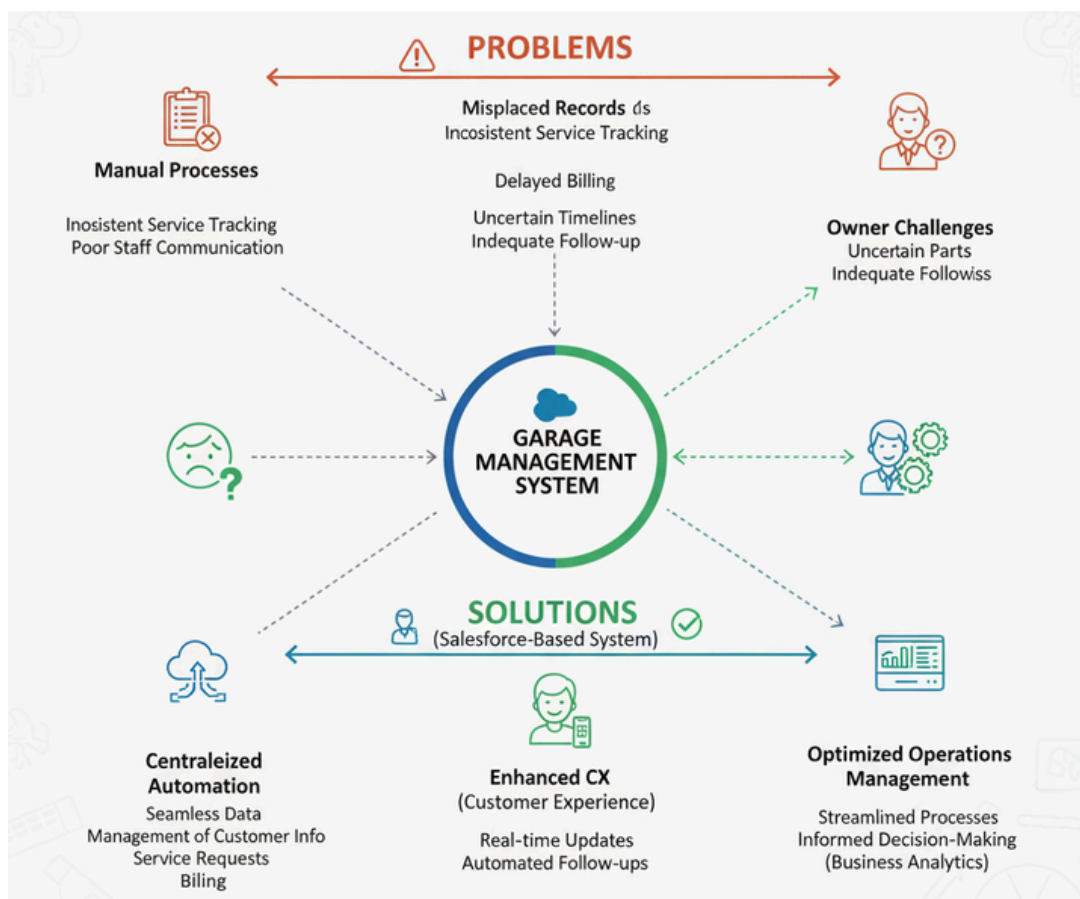 PROBLEMS
Misplaced Records ds
Incosistent Service Tracking
Delayed Billing
Uncertain Timelines
Indequate Follow-up
Manual Processes
Inosistent Service Tracking
Poor Staff Communication
Owner Challenges
Uncertain Parts
Indequate Followiss
?
GARAGE
MANAGEMENT
SYSTEM
?
SOLUTIONS
(Salesforce-Based System)
Centraleized
Automation
Seamless Data
Management of Customer Info
Service Requests
Biling
Enhanced CX
(Customer Experience)
Real-time Updates
Automated Follow-ups
Optimized Operations
Management
Streamlined Processes
Informed Decision-Making
(Business Analytics)